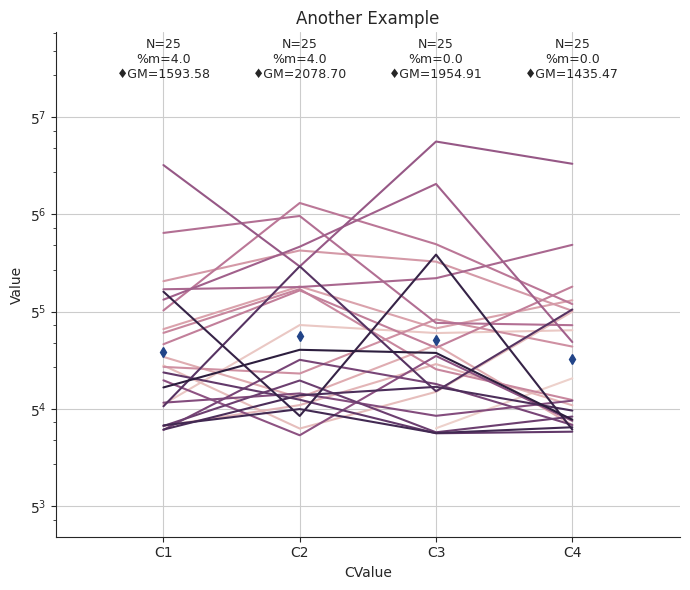 Another Example
N=25 N=25 N=25 N=25
%m=4.0 %m=4.0 %m=0.0 %m=0.0
♦GM=1593.58 ♦GM=2078.70 ♦GM=1954.91 ♦GM=1435.47
5⁷
5⁶
5⁵
5⁴
5³
Value
C1 C2 C3 C4
CValue